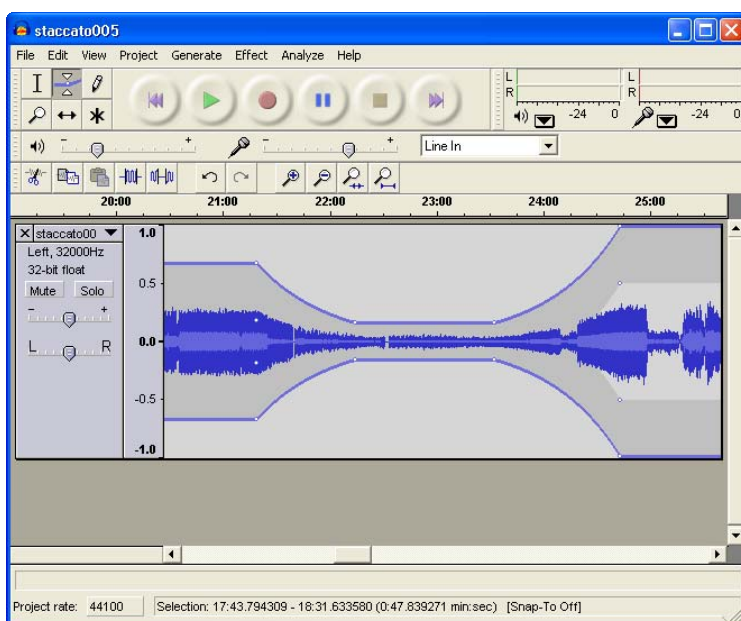 staccato005
File Edit View Project Generate Effect Analyze Help
L
R
-24 0
L
R
-24 0
- +
- +
Line In
20:00 21:00 22:00 23:00 24:00 25:00
staccato00
Left, 32000Hz
32-bit float
Mute Solo
- +
L R
1.0
0.5
0.0
-0.5
-1.0
Project rate: 44100 Selection: 17:43.794309 - 18:31.633580 (0:47.839271 min:sec) [Snap-To Off]